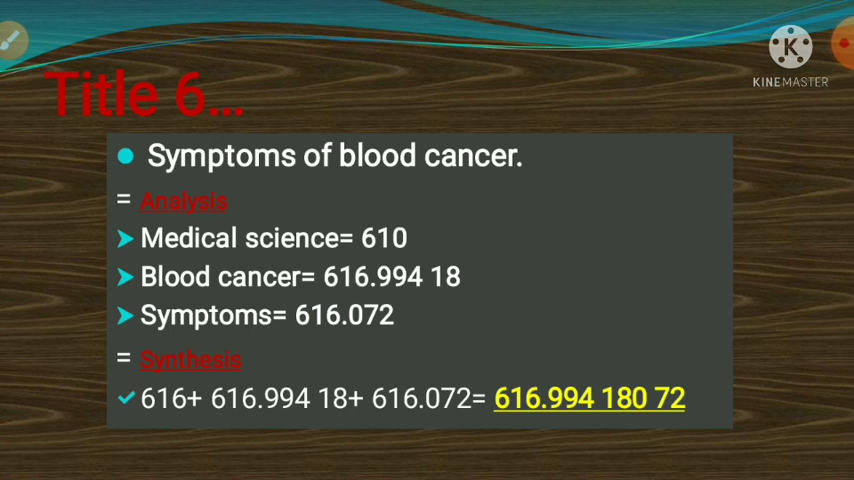 KINEMASTER
Title 6...
Symptoms of blood cancer.
= Analysis
Medical science= 610
Blood cancer= 616.994 18
Symptoms= 616.072
= Synthesis
616+ 616.994 18+ 616.072= 616.994 180 72